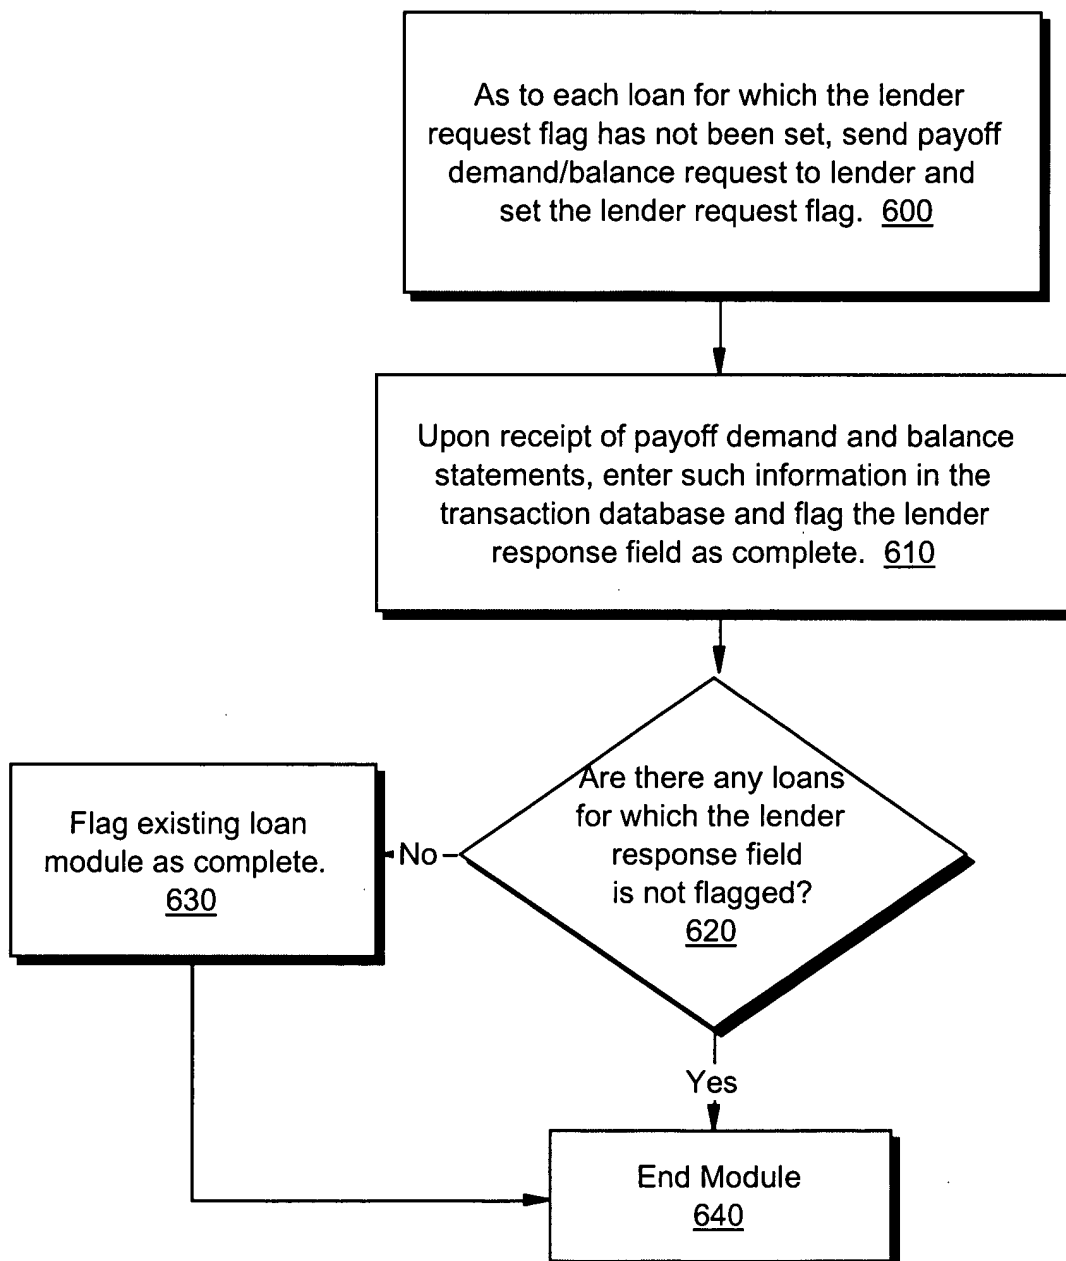 As to each loan for which the lender
request flag has not been set, send payoff
demand/balance request to lender and
set the lender request flag. 600
Upon receipt of payoff demand and balance
statements, enter such information in the
transaction database and flag the lender
response field as complete. 610
Are there any loans
for which the lender
response field
is not flagged?
620
No
Flag existing loan
module as complete.
630
Yes
End Module
640